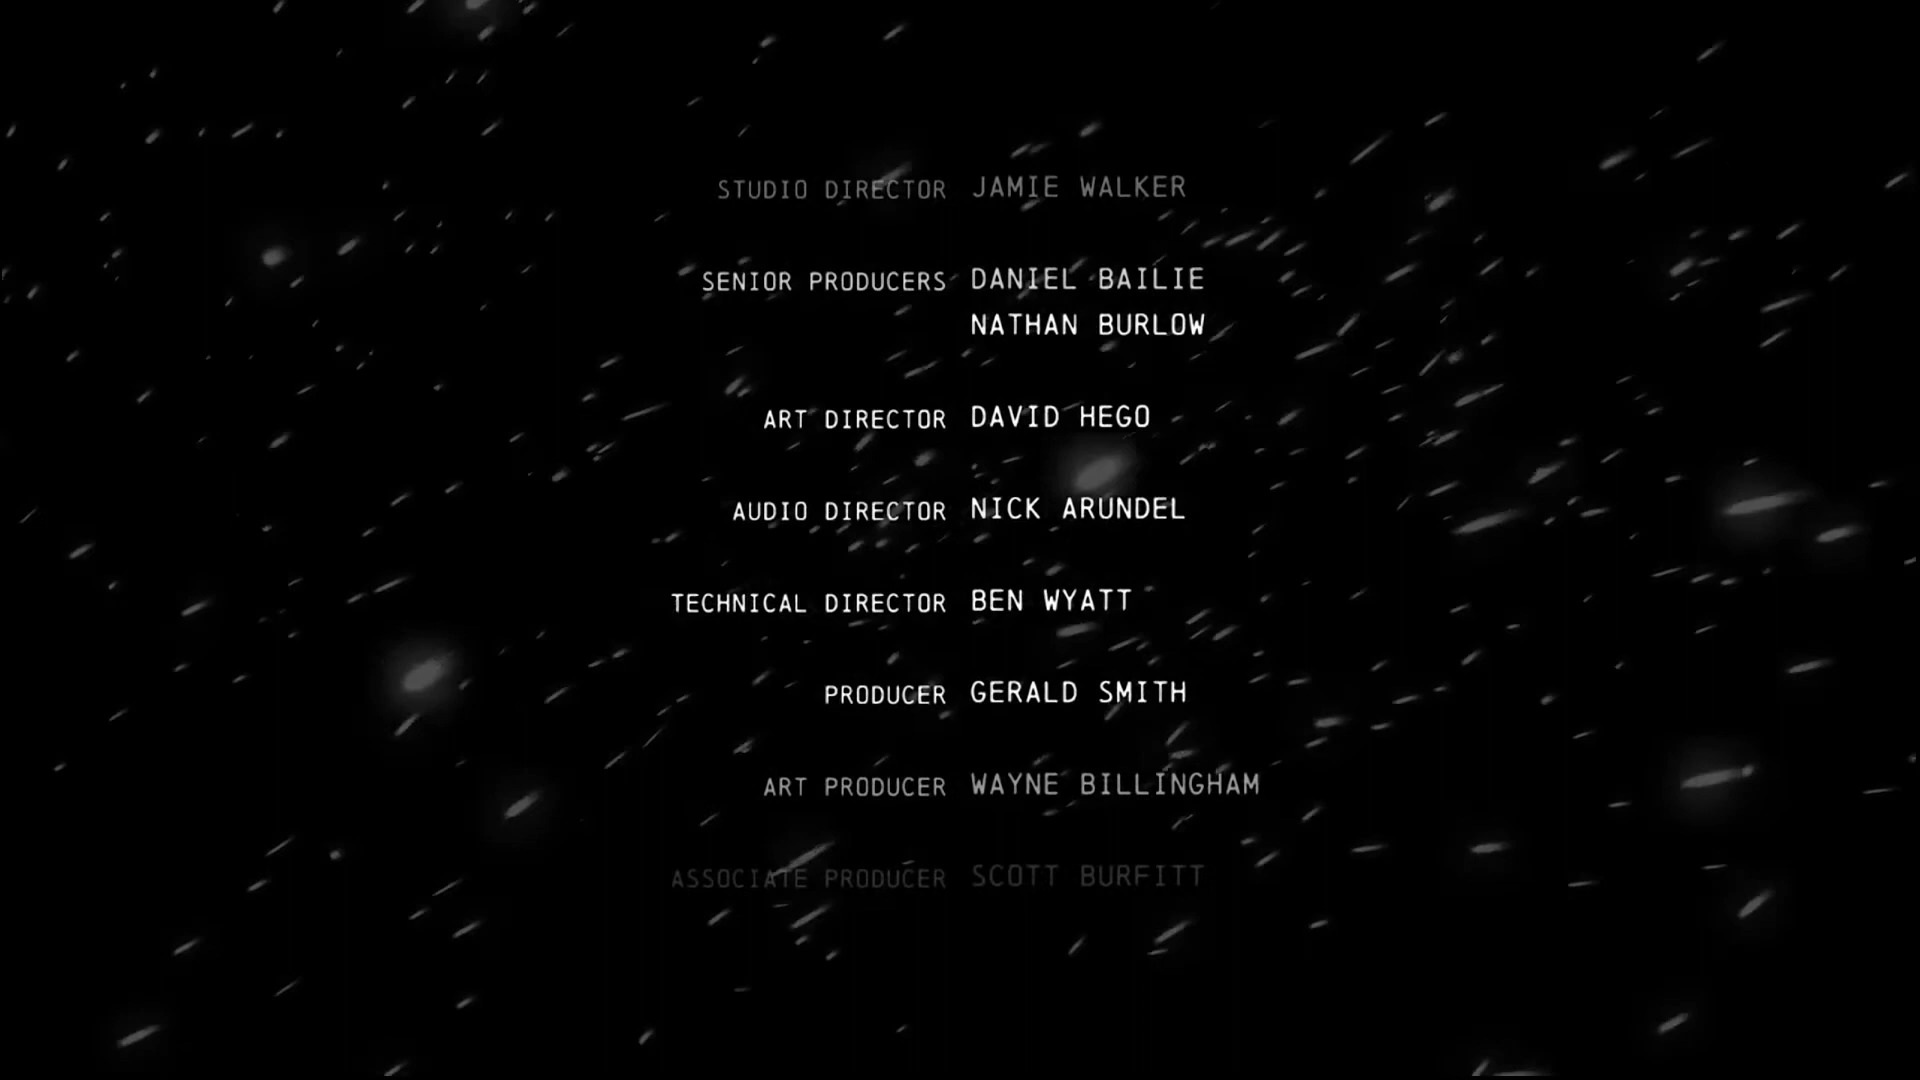 STUDIO DIRECTOR JAMIE WALKER
SENIOR PRODUCERS DANIEL BAILIE
NATHAN BURLOW
ART DIRECTOR DAVID HEGO
AUDIO DIRECTOR NICK ARUNDEL
TECHNICAL DIRECTOR BEN WYATT
PRODUCER GERALD SMITH
ART PRODUCER WAYNE BILLINGHAM
ASSOCIATE PRODUCER SCOTT BURFITT